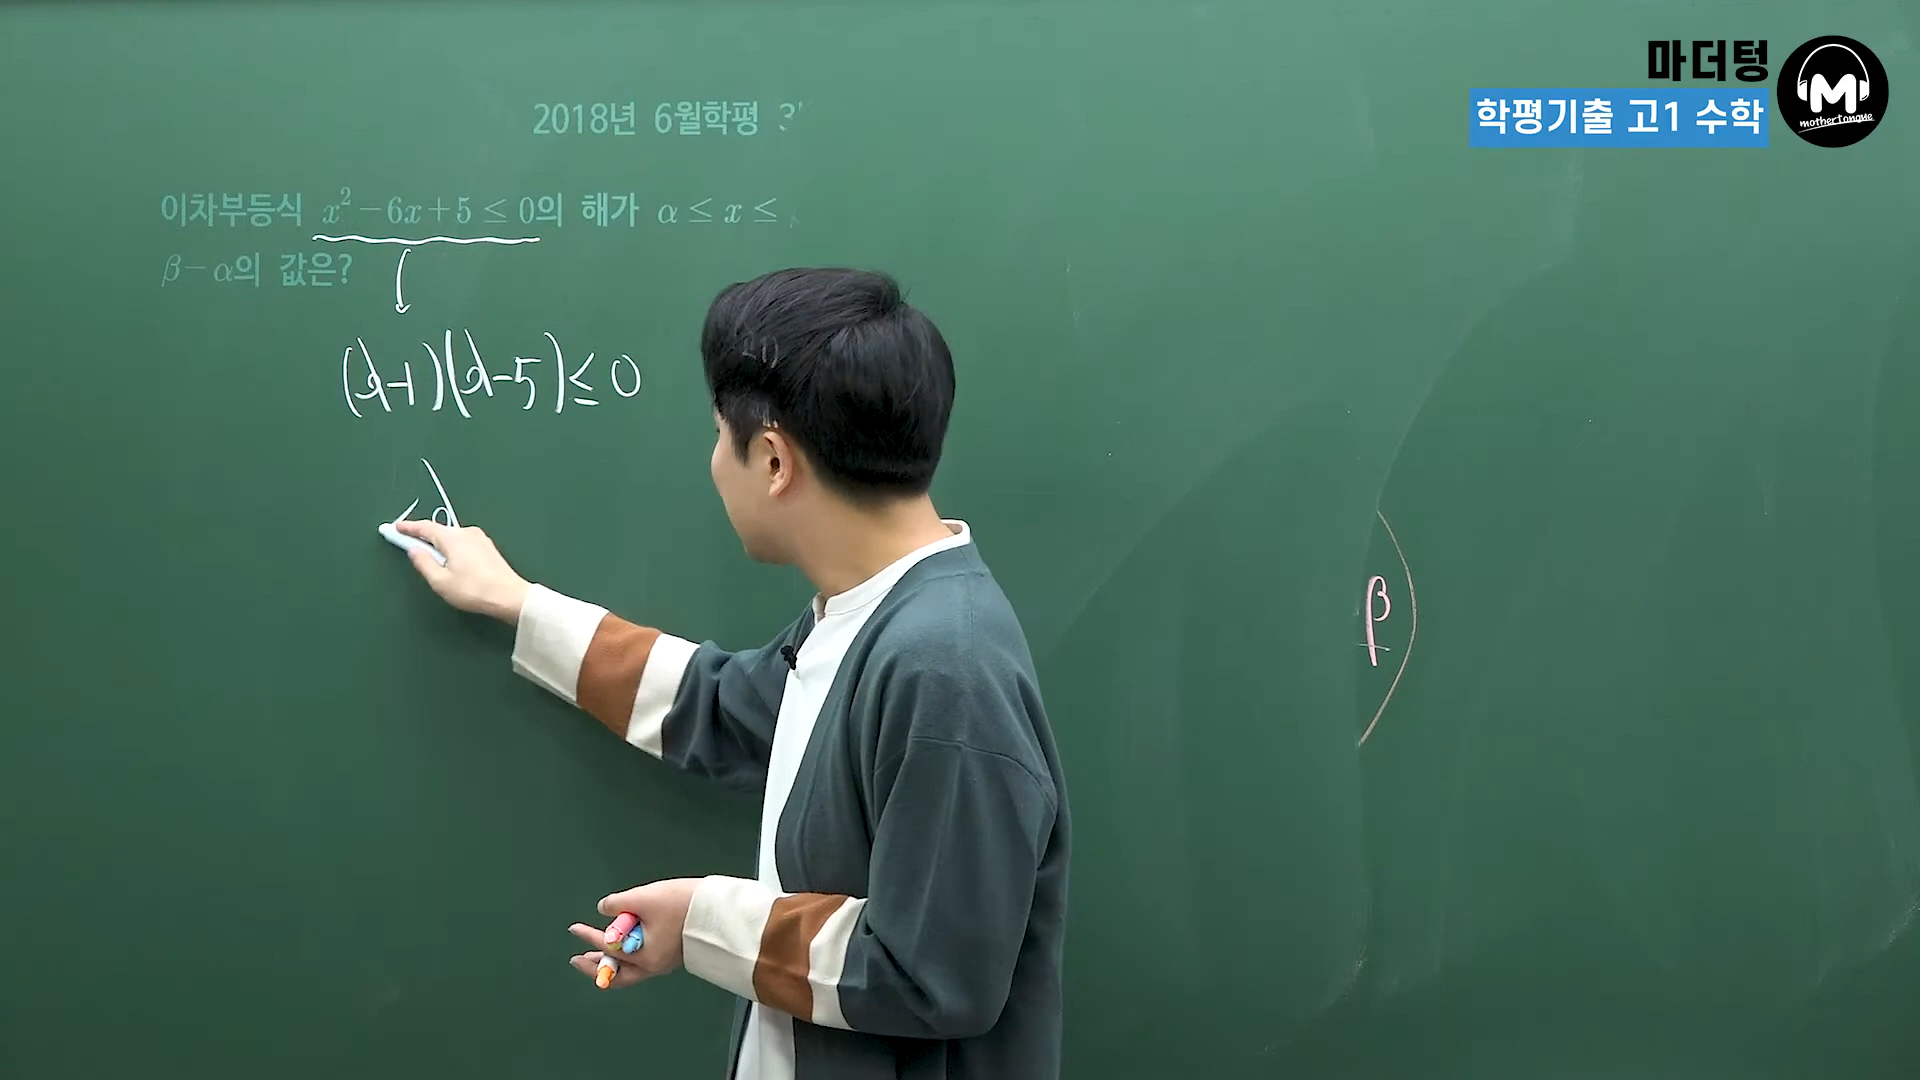 마더텅
학평기출 고1 수학
mothertongue
2018년 6월학평 3
이차부등식 x² − 6x + 5 ≤ 0의 해가 α ≤ x ≤
β − α의 값은?
(x-1)(x-5) ≤ 0
≤ x
β